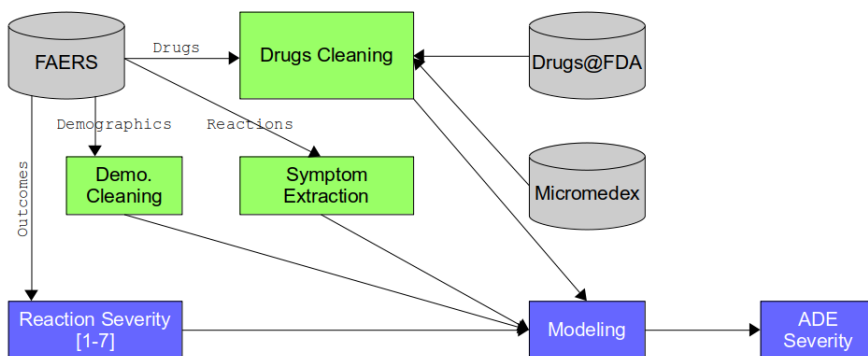 Drugs
FAERS
Drugs Cleaning
Drugs@FDA
Demographics
Reactions
Outcomes
Demo.
Cleaning
Symptom
Extraction
Micromedex
Reaction Severity
[1-7]
Modeling
ADE
Severity